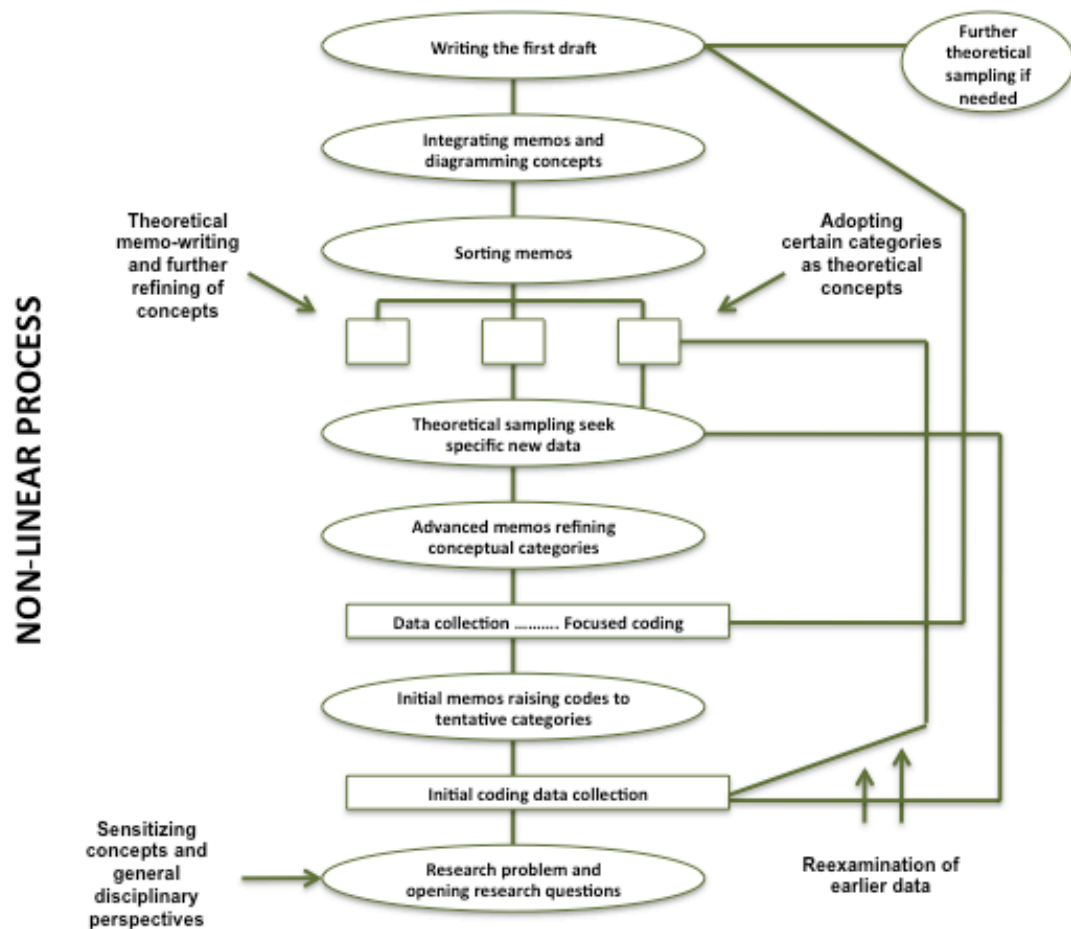 Writing the first draft
Further
theoretical
sampling if
needed
Integrating memos and
diagramming concepts
Theoretical
memo-writing
and further
refining of
concepts
Sorting memos
Adopting
certain categories
as theoretical
concepts
NON-LINEAR PROCESS
Theoretical sampling seek
specific new data
Advanced memos refining
conceptual categories
Data collection .......... Focused coding
Initial memos raising codes to
tentative categories
Initial coding data collection
Sensitizing
concepts and
general
disciplinary
perspectives
Research problem and
opening research questions
Reexamination of
earlier data